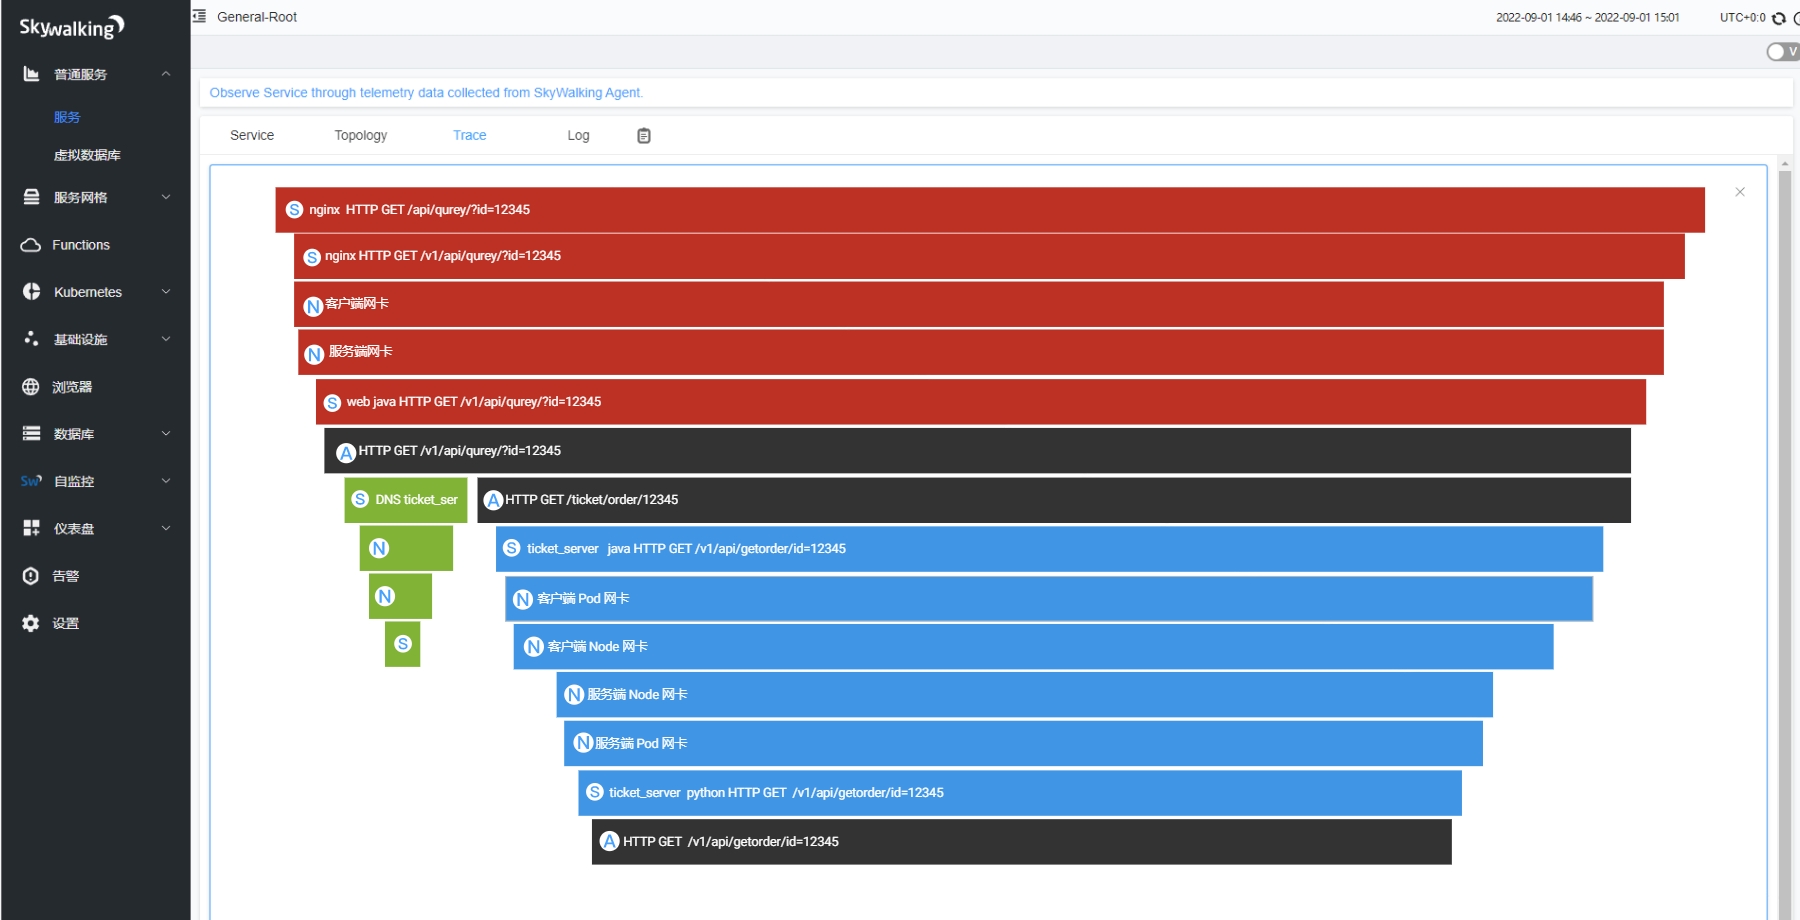 Skywalking
General-Root
2022-09-01 14:46 ~ 2022-09-01 15:01
UTC+0:0
V
普通服务
服务
虚拟数据库
服务网格
Functions
Kubernetes
基础设施
浏览器
数据库
Sw
自监控
仪表盘
告警
设置
Observe Service through telemetry data collected from SkyWalking Agent.
Service
Topology
Trace
Log
S nginx HTTP GET /api/qurey/?id=12345
S nginx HTTP GET /v1/api/qurey/?id=12345
N 客户端网卡
N 服务端网卡
S web java HTTP GET /v1/api/qurey/?id=12345
A HTTP GET /v1/api/qurey/?id=12345
S DNS ticket_ser
A HTTP GET /ticket/order/12345
N
S ticket_server java HTTP GET /v1/api/getorder/id=12345
N
N 客户端 Pod 网卡
S
N 客户端 Node 网卡
N 服务端 Node 网卡
N 服务端 Pod 网卡
S ticket_server python HTTP GET /v1/api/getorder/id=12345
A HTTP GET /v1/api/getorder/id=12345